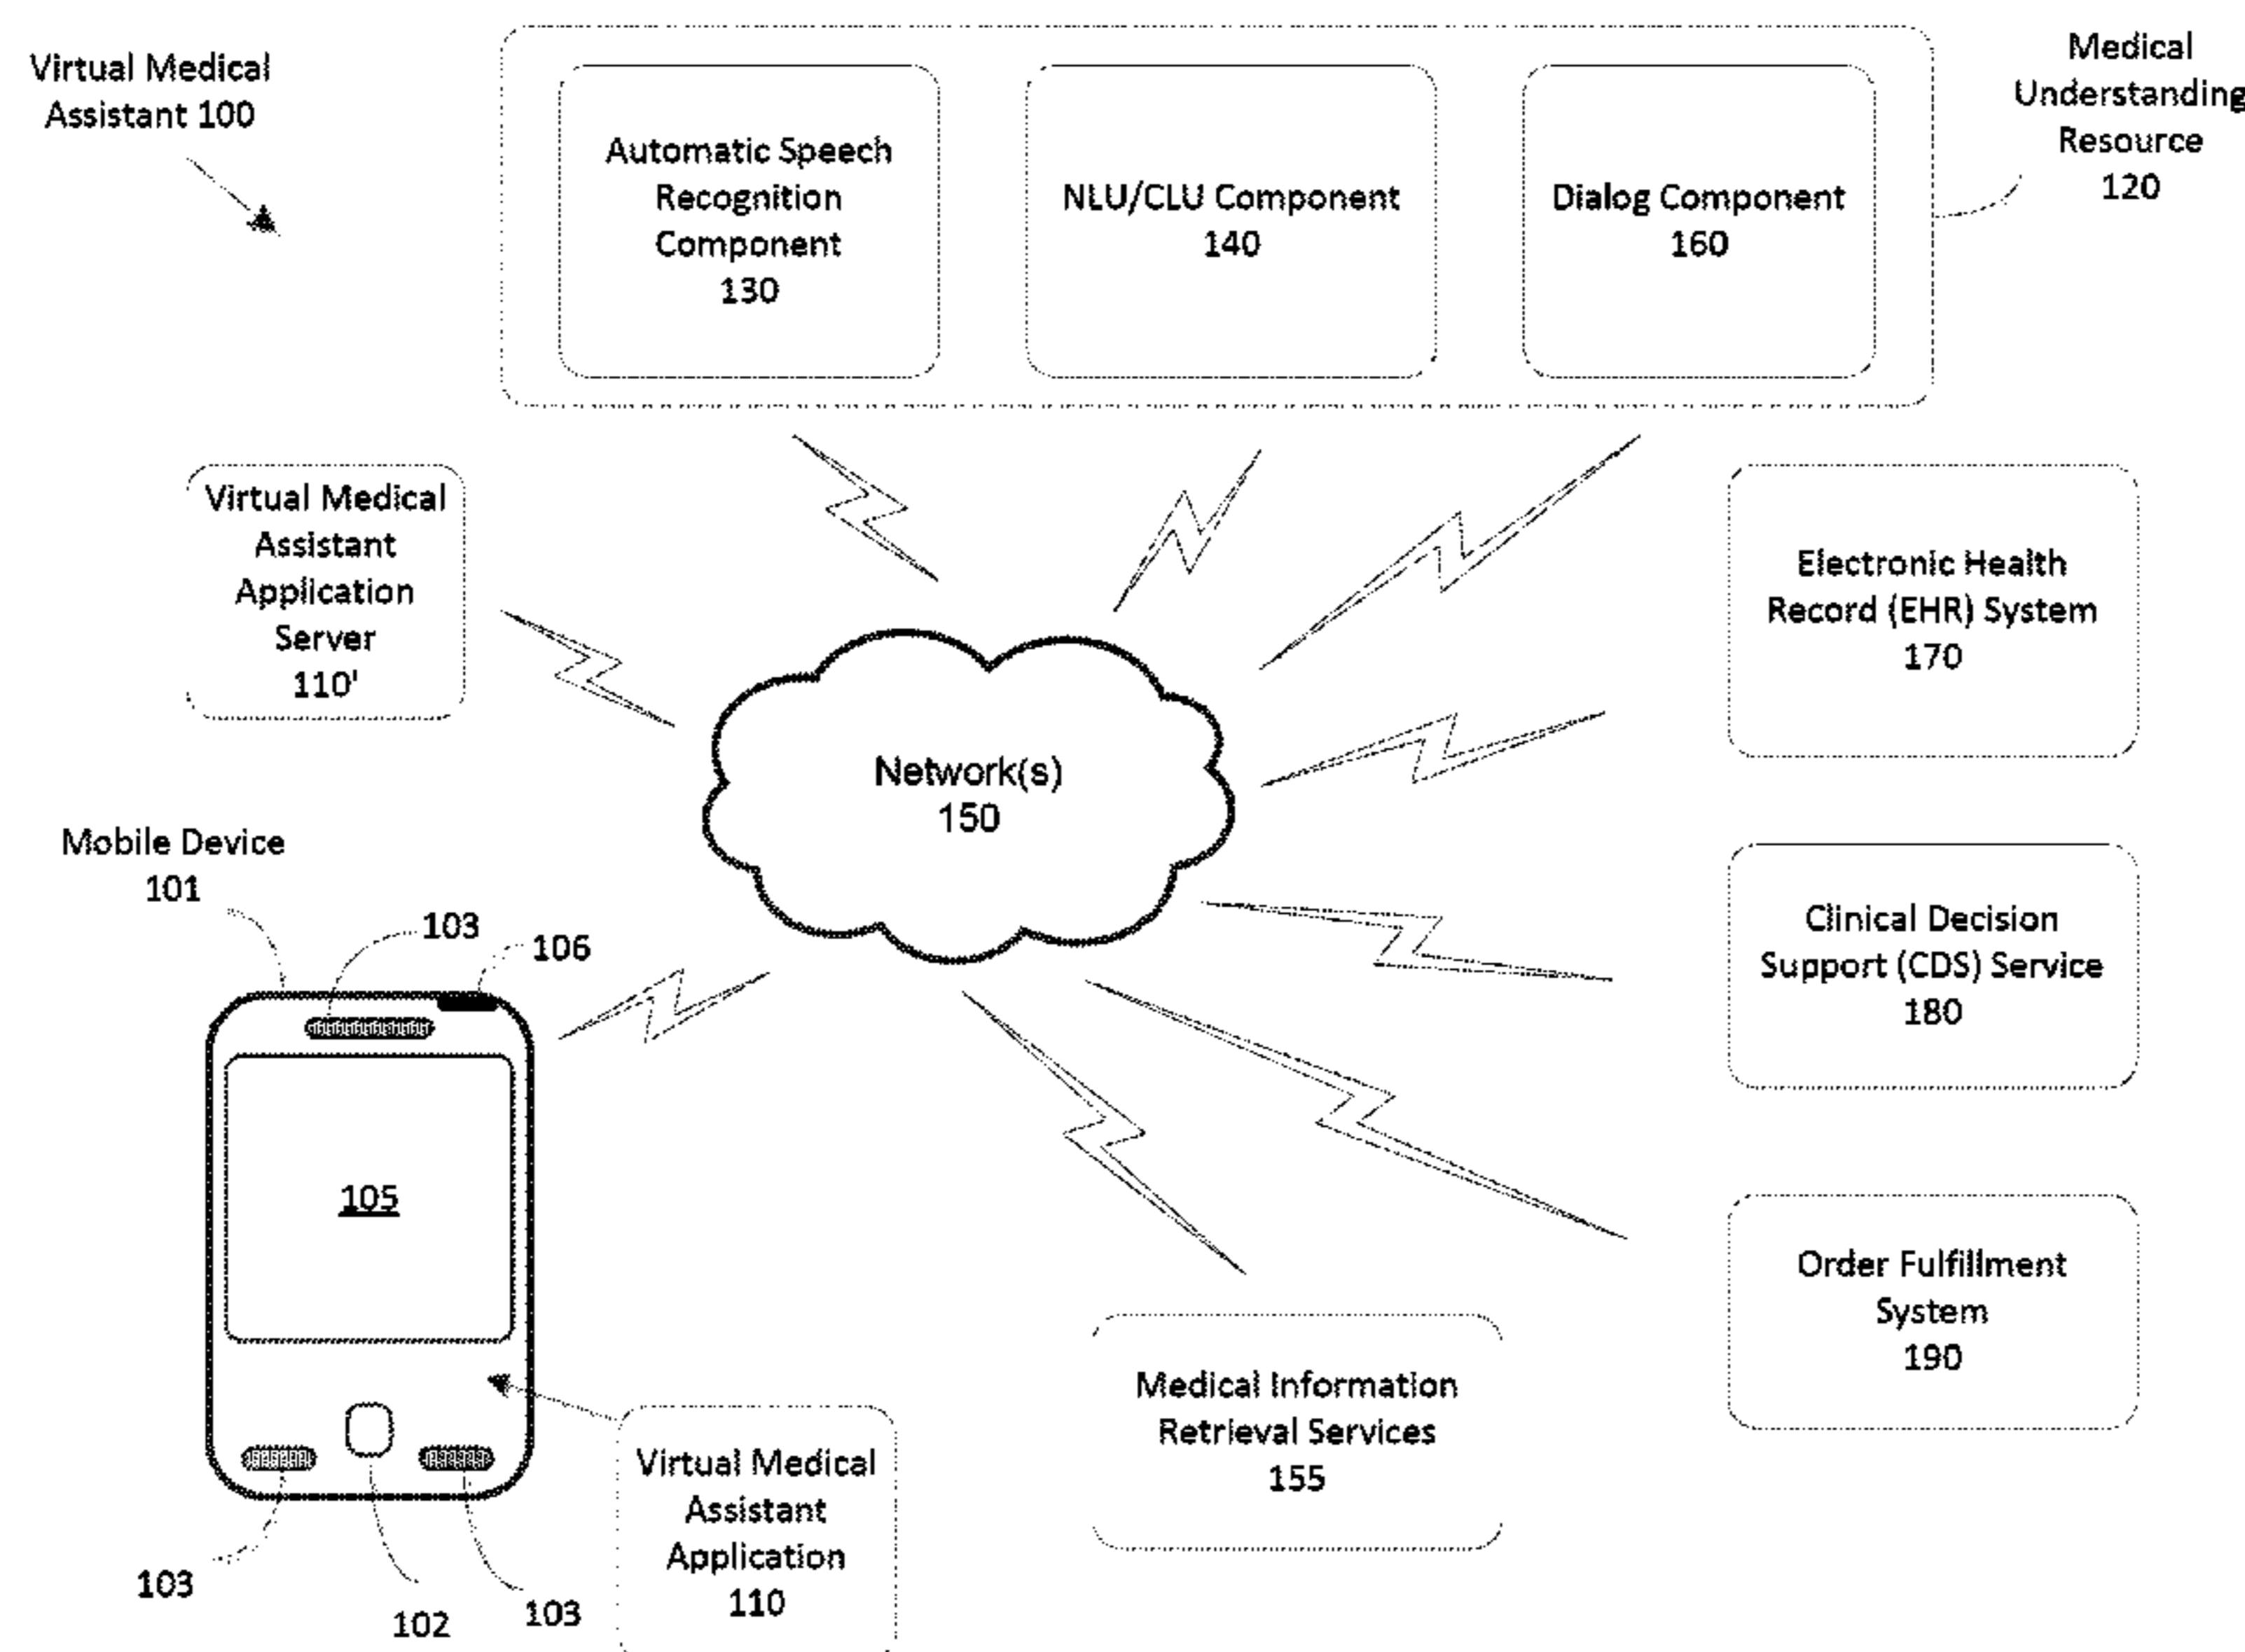 Virtual Medical
Assistant 100
Automatic Speech
Recognition
Component
130
NLU/CLU Component
140
Dialog Component
160
Medical
Understanding
Resource
120
Virtual Medical
Assistant
Application
Server
110'
Electronic Health
Record (EHR) System
170
Network(s)
150
Mobile Device
101
103
106
Clinical Decision
Support (CDS) Service
180
105
Order Fulfillment
System
190
Medical Information
Retrieval Services
155
Virtual Medical
Assistant
Application
110
103
102
103